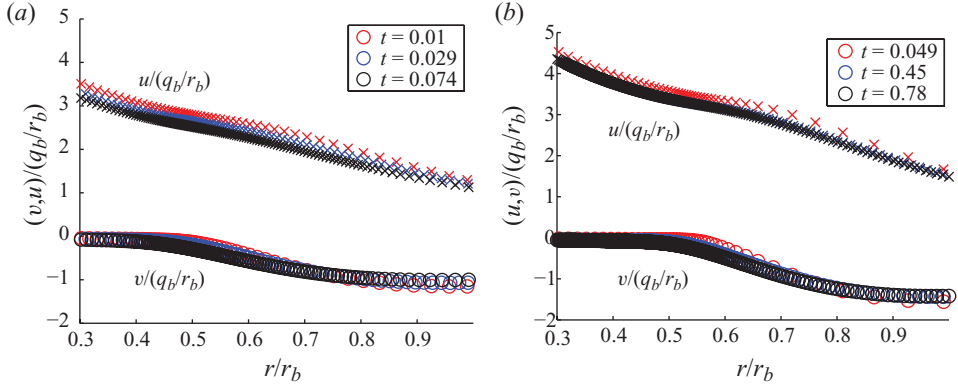 (a)
5
4
3
2
1
0
−1
−2
(v,u)/(q_b/r_b)
t = 0.01
t = 0.029
t = 0.074
u/(q_b/r_b)
v/(q_b/r_b)
0.3 0.4 0.5 0.6 0.7 0.8 0.9
r/r_b
(b)
5
4
3
2
1
0
−1
−2
(u,v)/(q_b/r_b)
t = 0.049
t = 0.45
t = 0.78
u/(q_b/r_b)
v/(q_b/r_b)
0.3 0.4 0.5 0.6 0.7 0.8 0.9
r/r_b